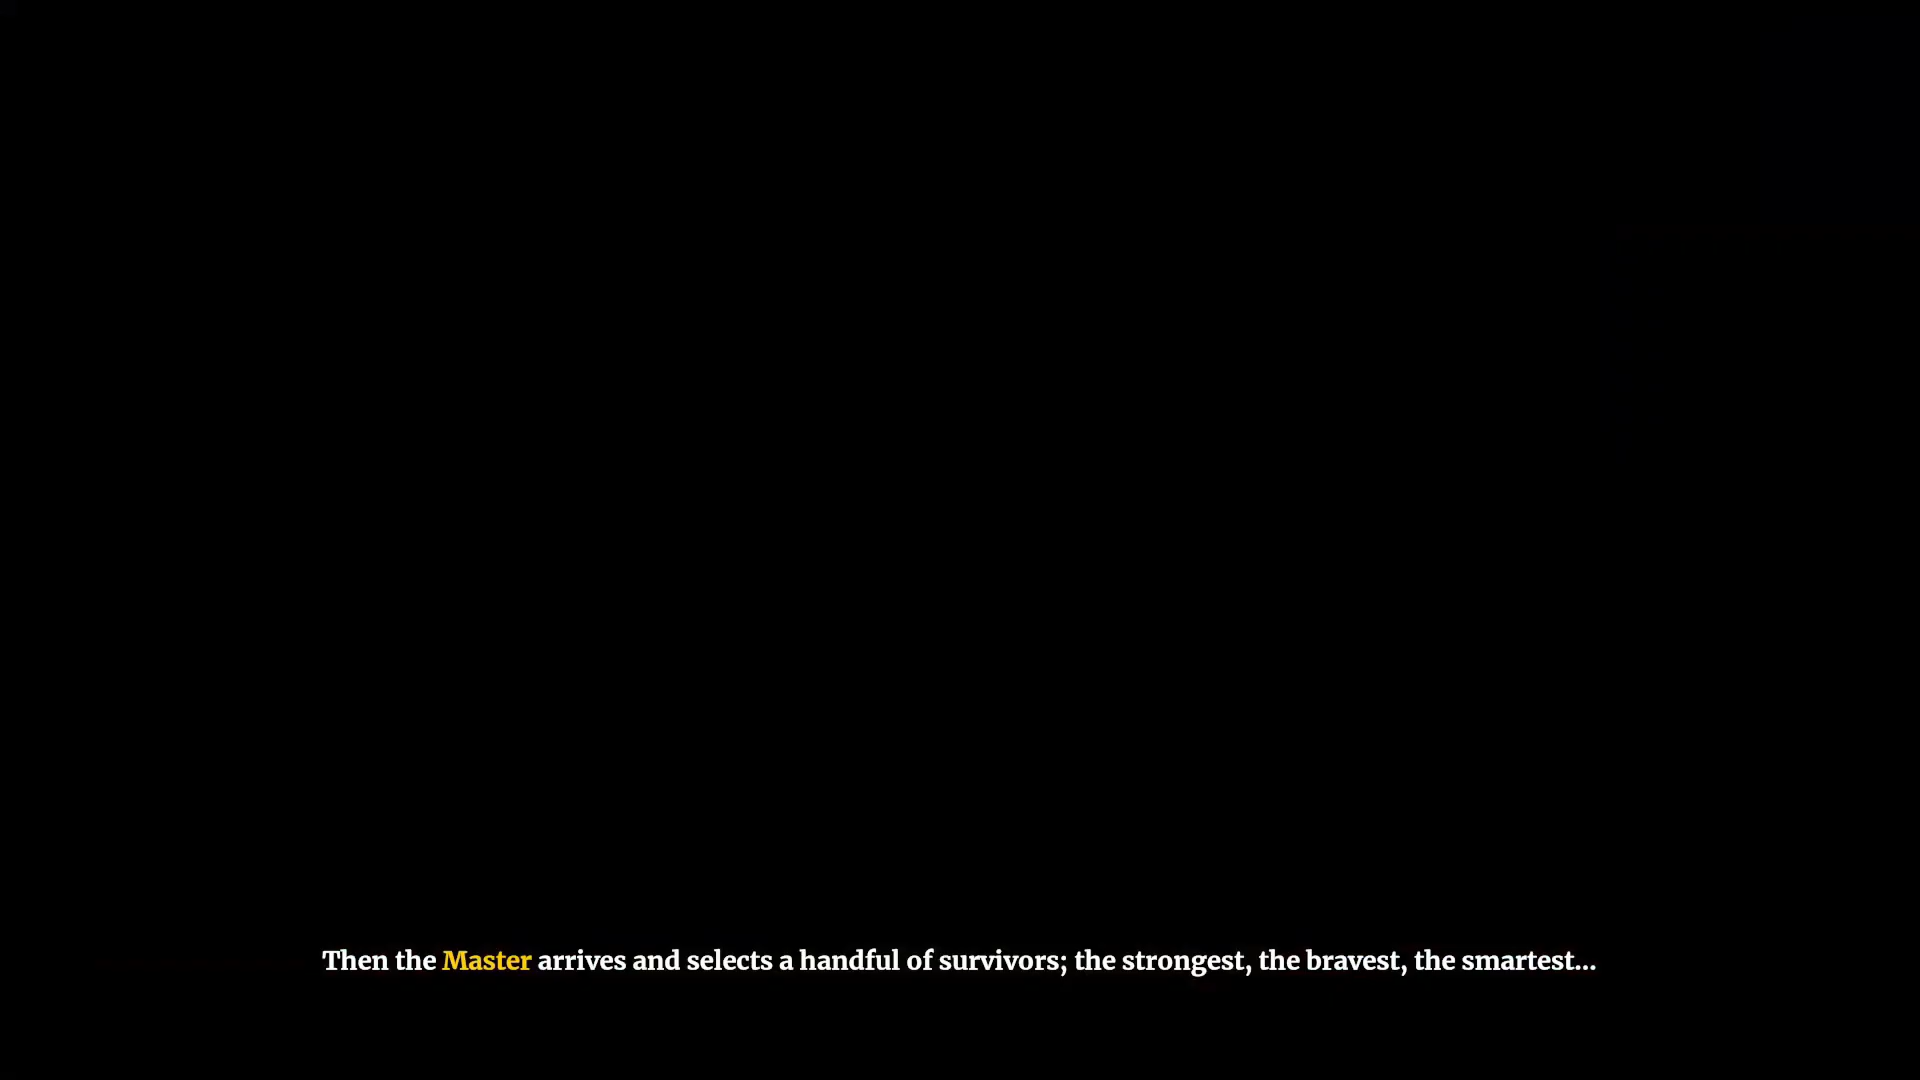 Then the Master arrives and selects a handful of survivors; the strongest, the bravest, the smartest...